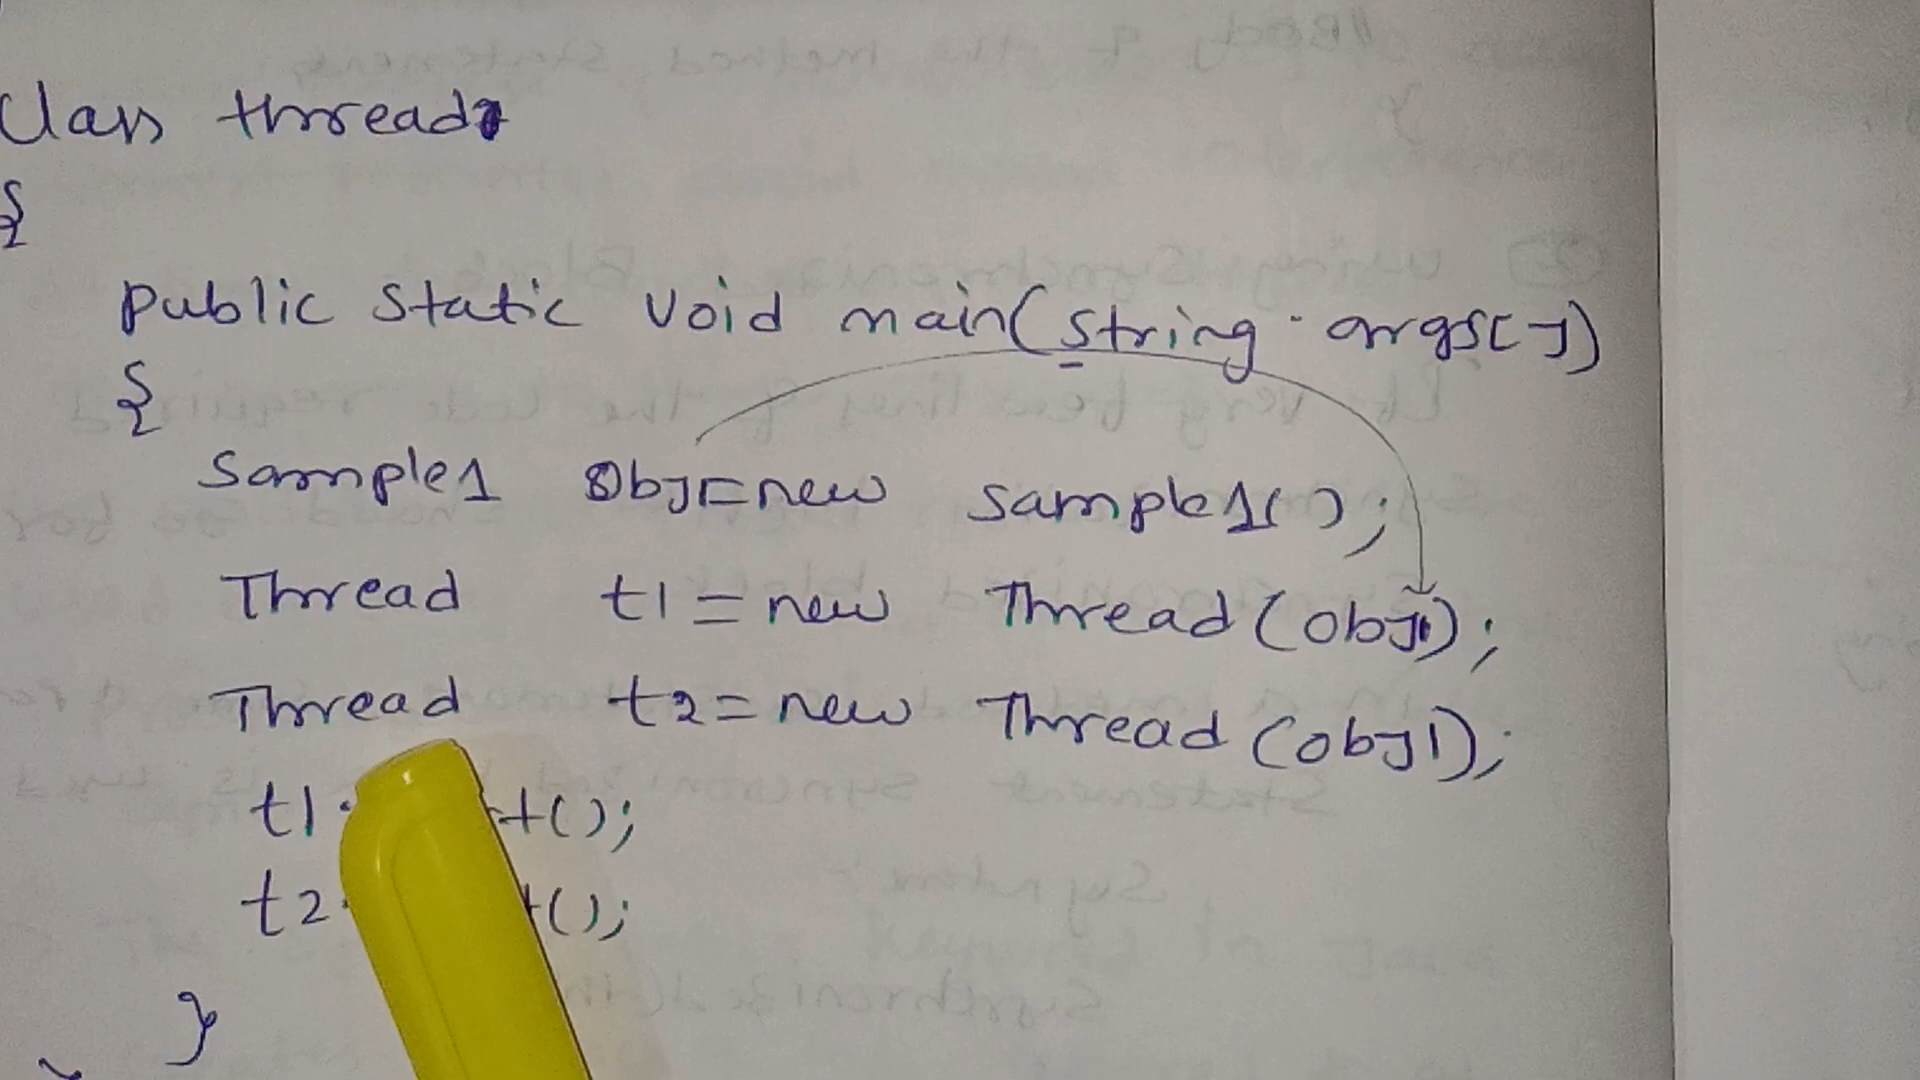 class thread
{
public static void main(string args[])
{
Sample1 Obj=new sample1();
Thread t1=new Thread(obj1);
Thread t2=new Thread(obj1);
t1. t();
t2. t();
}